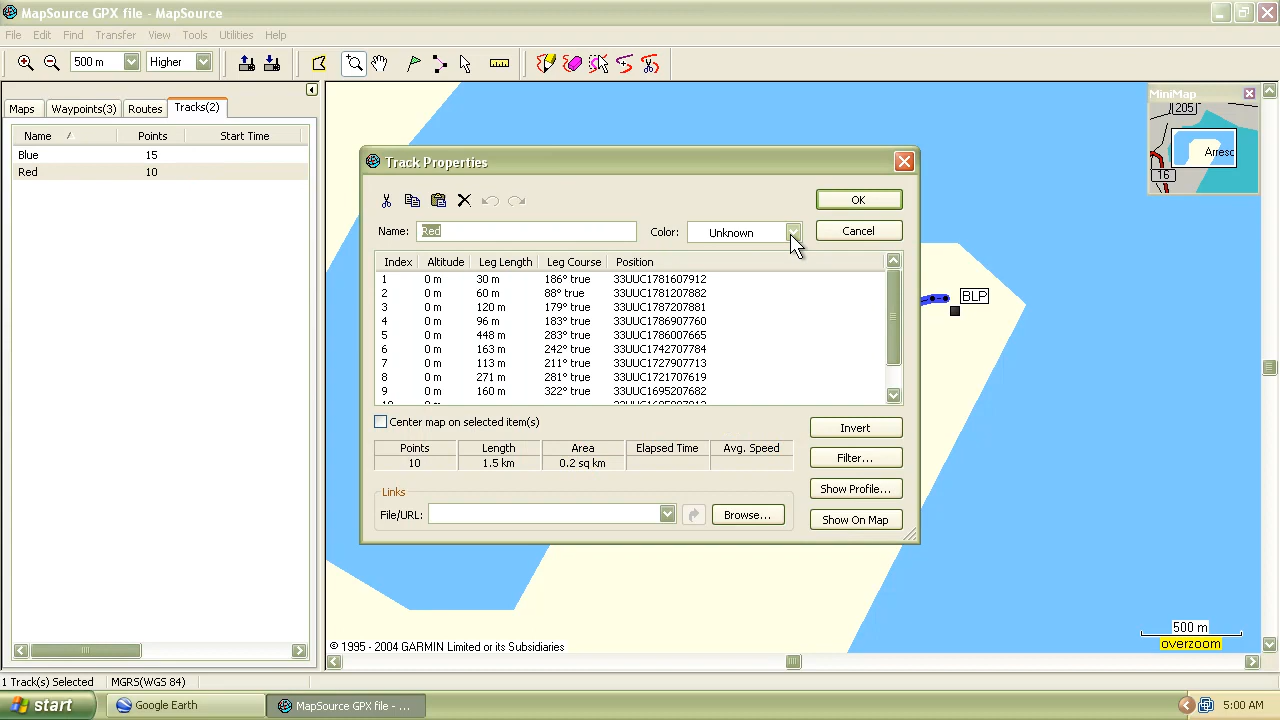 MapSource GPX file - MapSource
File Edit Find Transfer View Tools Utilities Help
500 m Higher
Maps Waypoints(3) Routes Tracks(2)
Name Points Start Time
Blue 15
Red 10
MiniMap
205
Arresø
16
Track Properties
OK
Name: Red Color: Unknown Cancel
Index Altitude Leg Length Leg Course Position
1 0 m 30 m 186° true 33UUC1781607912
2 0 m 60 m 88° true 33UUC1781207882
3 0 m 120 m 179° true 33UUC1787207881
4 0 m 96 m 183° true 33UUC1786907760
5 0 m 448 m 283° true 33UUC1786007665
6 0 m 163 m 242° true 33UUC1742707784
7 0 m 113 m 211° true 33UUC1727907713
8 0 m 271 m 281° true 33UUC1721707619
9 0 m 160 m 322° true 33UUC1695207682
BLP
Center map on selected item(s)
Points Length Area Elapsed Time Avg. Speed
10 1.5 km 0.2 sq km
Invert
Filter...
Show Profile...
Show On Map
Links
File/URL: Browse...
500 m
overzoom
© 1995 - 2004 GARMIN Limited or its Subsidiaries
1 Track(s) Selected MGRS(WGS 84)
start Google Earth MapSource GPX file - ... 5:00 AM